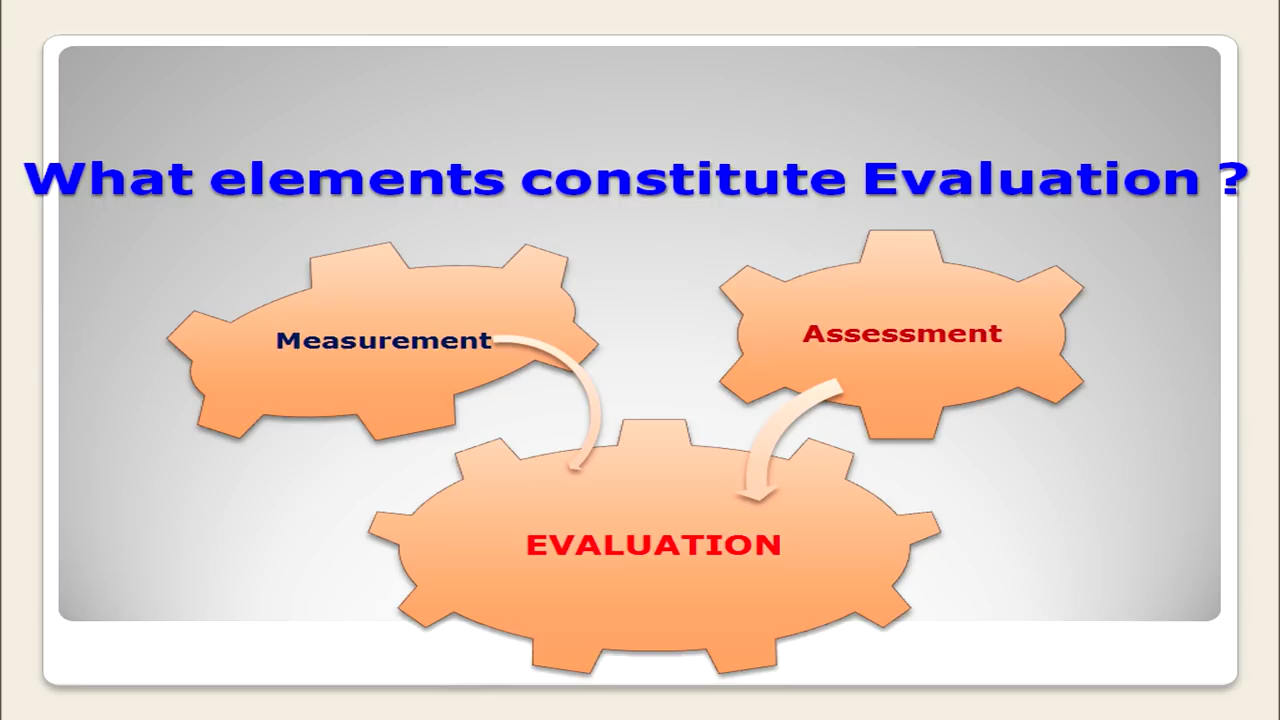 What elements constitute Evaluation ?
Measurement
Assessment
EVALUATION